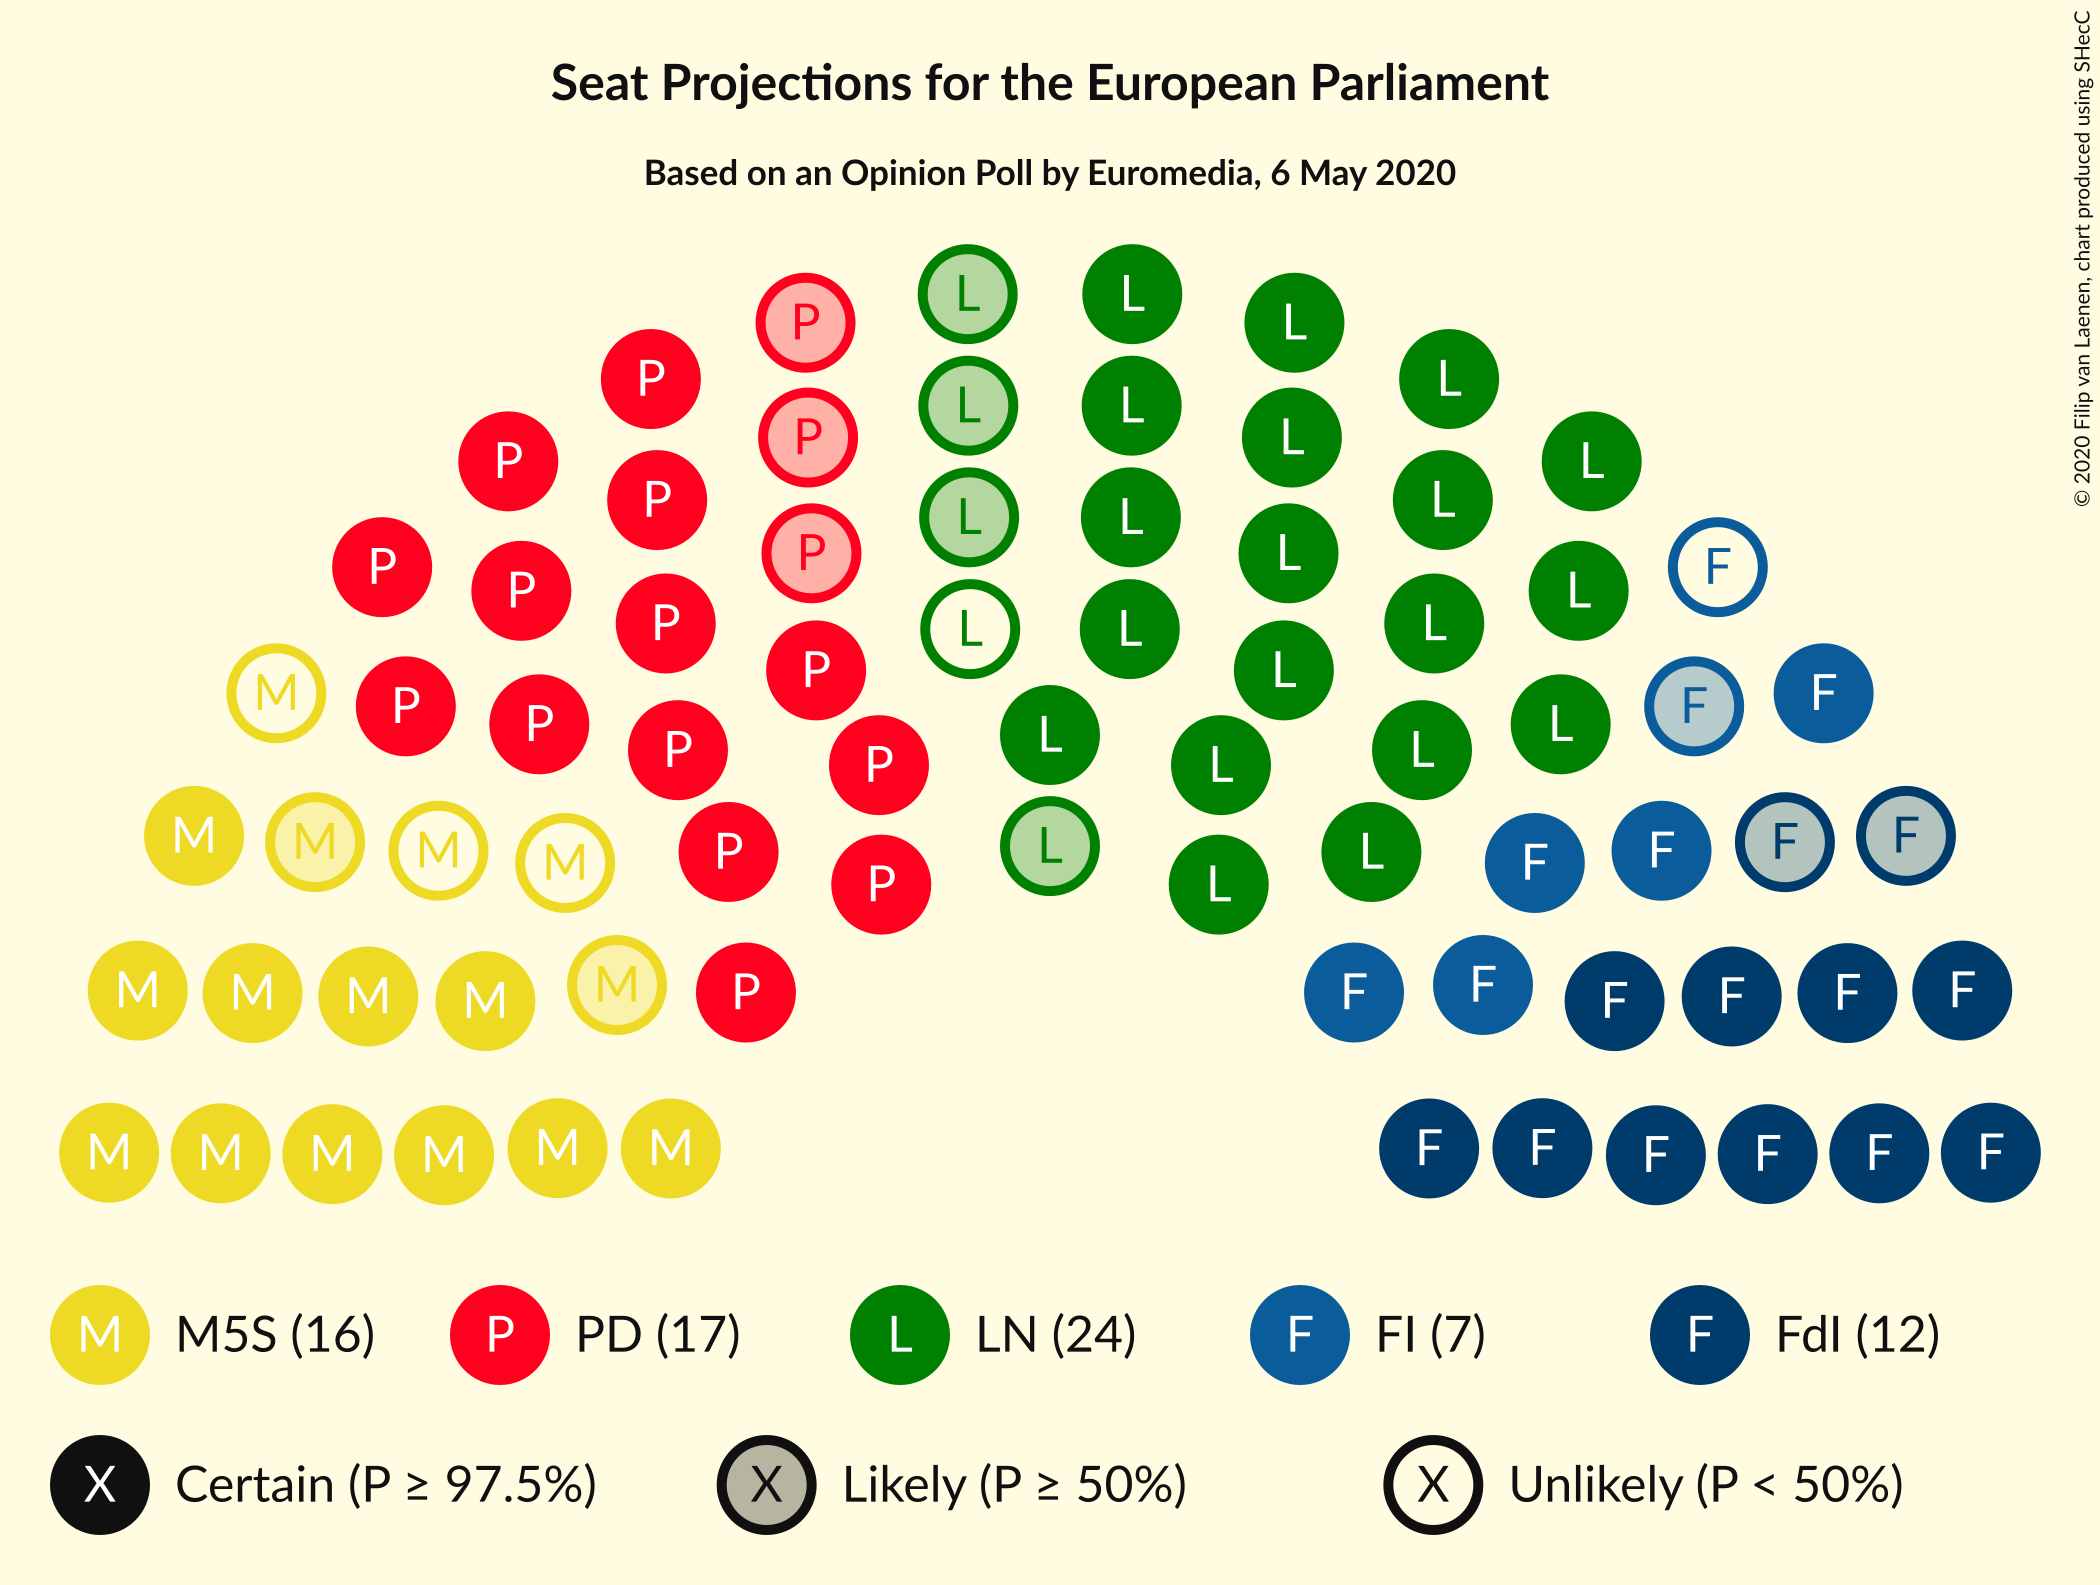 Seat Projections for the European Parliament
Based on an Opinion Poll by Euromedia, 6 May 2020
© 2020 Filip van Laenen, chart produced using SHecC
P L L L
P P L L L L
P P L L L L
P P P P L L L L L F
M P P P P P L L L L L F F
M M M M P P L L L F F F F
M M M M M P F F F F F F
M M M M M M F F F F F F
M M5S (16) P PD (17) L LN (24) F FI (7) F FdI (12)
X Certain (P ≥ 97.5%) X Likely (P ≥ 50%) X Unlikely (P < 50%)